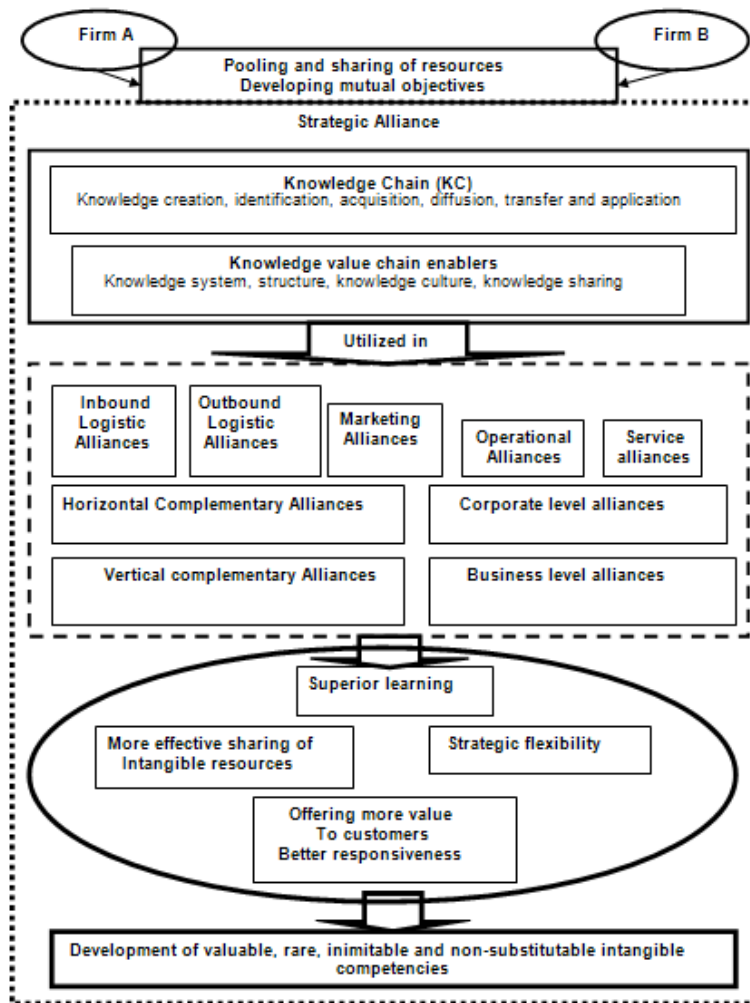 Firm A
Firm B
Pooling and sharing of resources
Developing mutual objectives
Strategic Alliance
Knowledge Chain (KC)
Knowledge creation, identification, acquisition, diffusion, transfer and application
Knowledge value chain enablers
Knowledge system, structure, knowledge culture, knowledge sharing
Utilized in
Inbound
Logistic
Alliances
Outbound
Logistic
Alliances
Marketing
Alliances
Operational
Alliances
Service
alliances
Horizontal Complementary Alliances
Corporate level alliances
Vertical complementary Alliances
Business level alliances
Superior learning
More effective sharing of
Intangible resources
Strategic flexibility
Offering more value
To customers
Better responsiveness
Development of valuable, rare, inimitable and non-substitutable intangible
competencies